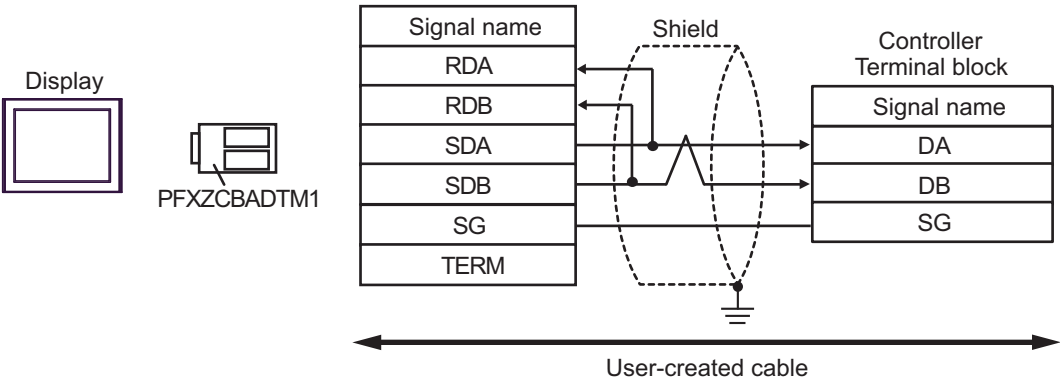 Display
PFXZCBADTM1
Signal name
RDA
RDB
SDA
SDB
SG
TERM
Shield
Controller
Terminal block
Signal name
DA
DB
SG
User-created cable